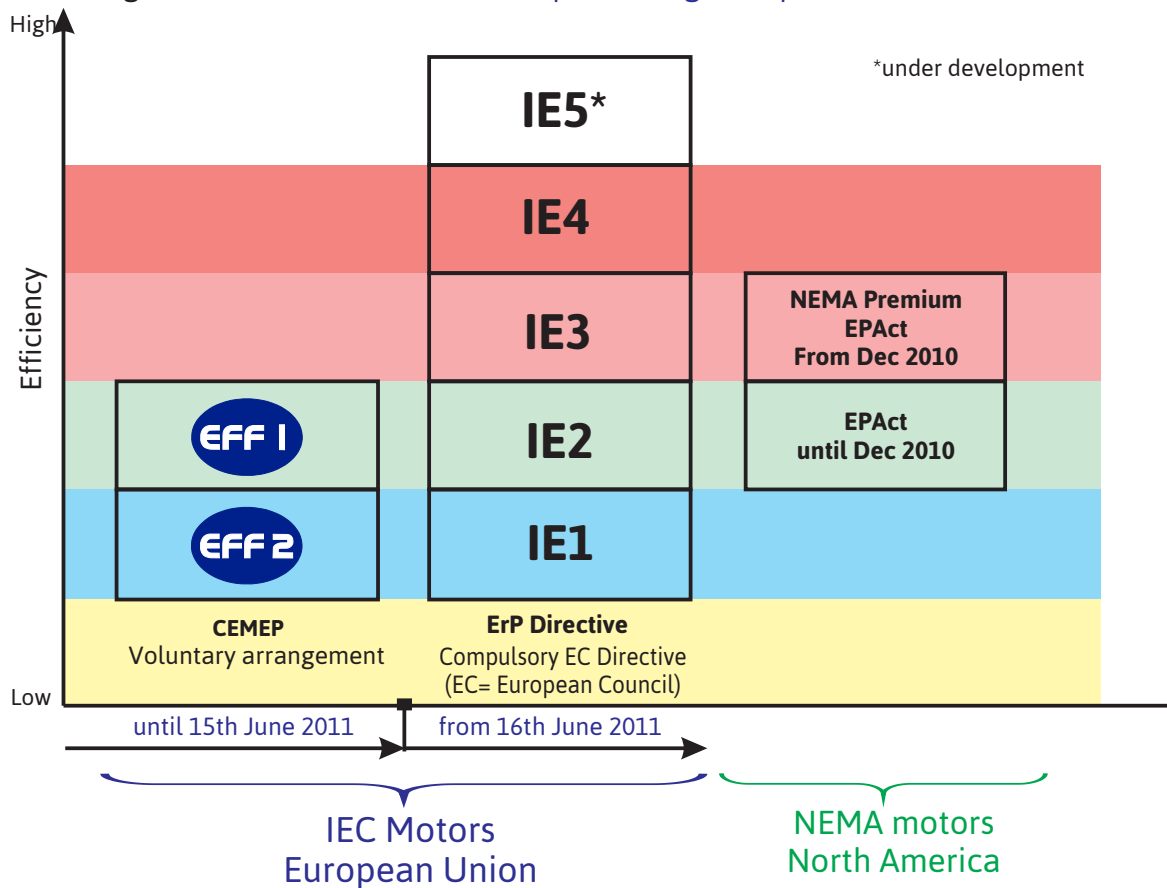 High
*under development
IE5*
IE4
IE3
NEMA Premium
EPAct
From Dec 2010
Efficiency
EFF 1
IE2
EPAct
until Dec 2010
EFF 2
IE1
CEMEP
Voluntary arrangement
ErP Directive
Compulsory EC Directive
(EC= European Council)
Low
until 15th June 2011
from 16th June 2011
IEC Motors
European Union
NEMA motors
North America